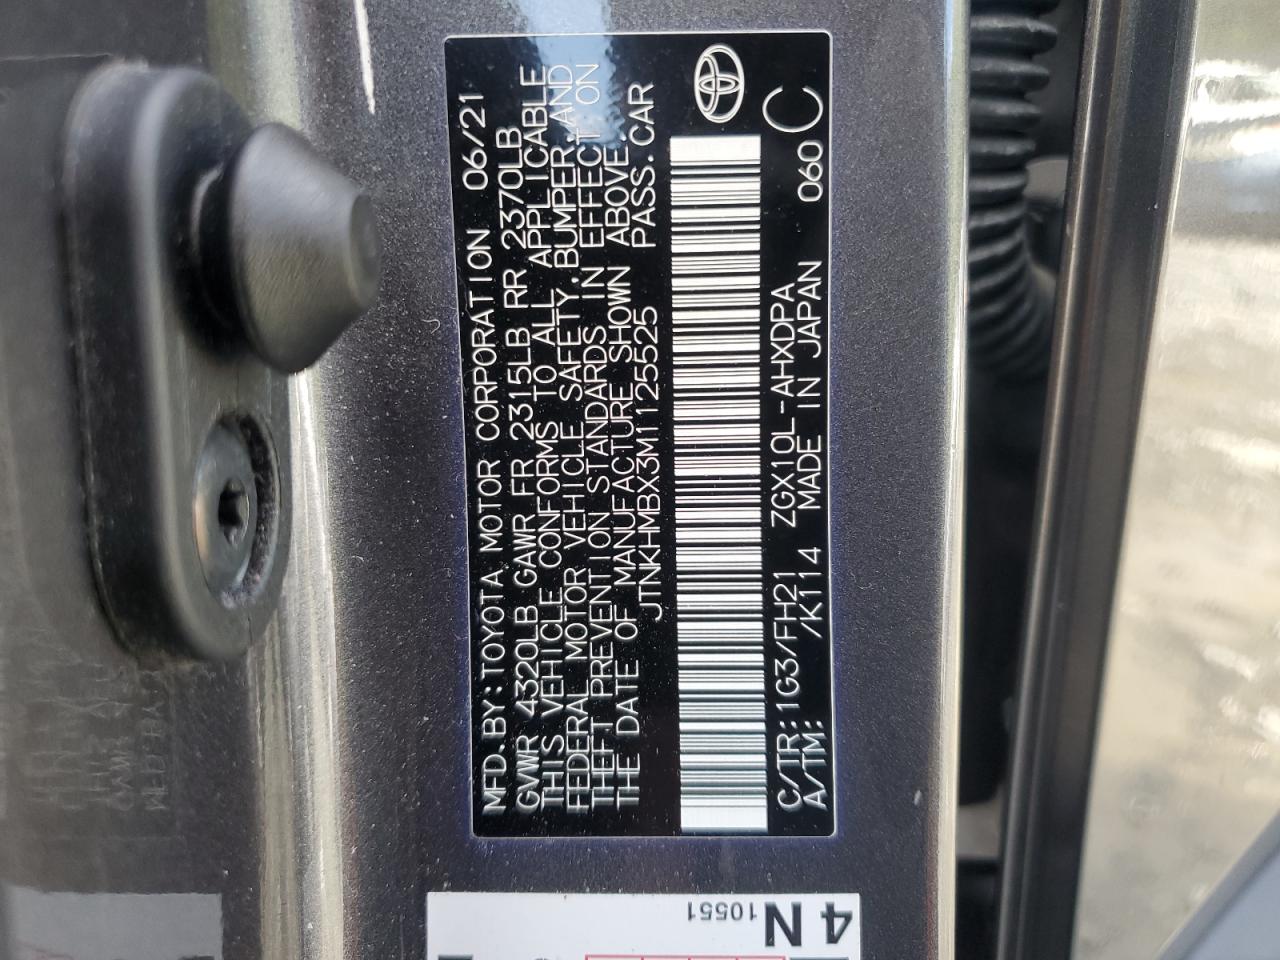 MFD.BY:TOYOTA MOTOR CORPORATION 06/21
GVWR 4320LB GAWR FR 2315LB RR 2370LB
THIS VEHICLE CONFORMS TO ALL APPLICABLE
FEDERAL MOTOR VEHICLE SAFETY,BUMPER,AND
THEFT PREVENTION STANDARDS IN EFFECT ON
THE DATE OF MANUFACTURE SHOWN ABOVE.
JTNKHMBX3M1125525 PASS.CAR
C/TR:1G3/FH21 ZGX10L-AHXDPA 060 C
A/TM: /K114 MADE IN JAPAN
4N
10551